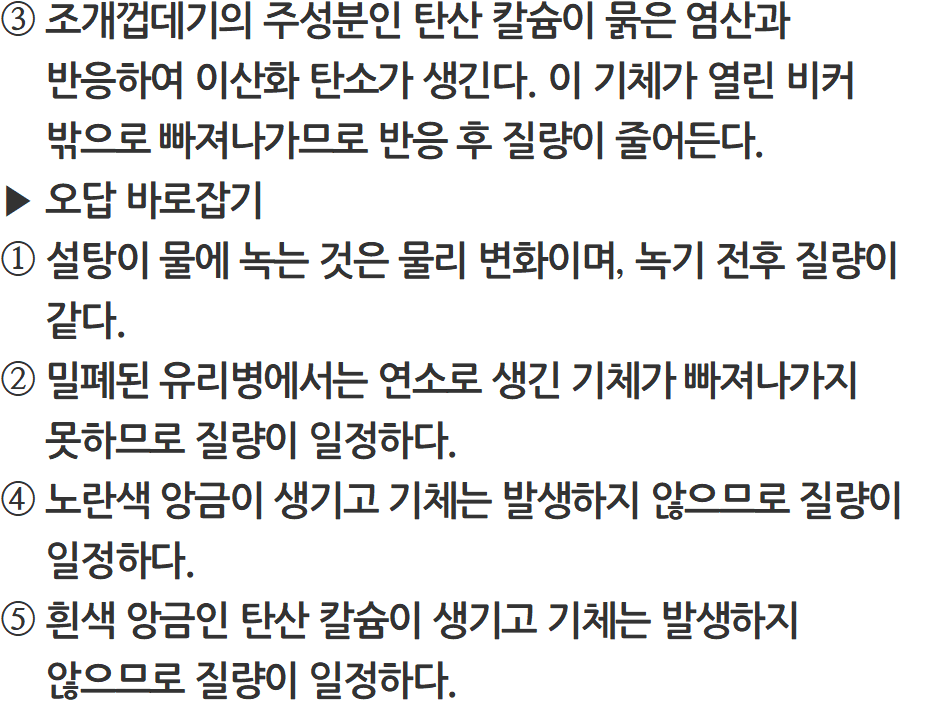 ③ 조개껍데기의 주성분인 탄산 칼슘이 묽은 염산과
반응하여 이산화 탄소가 생긴다. 이 기체가 열린 비커
밖으로 빠져나가므로 반응 후 질량이 줄어든다.
▶ 오답 바로잡기
① 설탕이 물에 녹는 것은 물리 변화이며, 녹기 전후 질량이
같다.
② 밀폐된 유리병에서는 연소로 생긴 기체가 빠져나가지
못하므로 질량이 일정하다.
④ 노란색 앙금이 생기고 기체는 발생하지 않으므로 질량이
일정하다.
⑤ 흰색 앙금인 탄산 칼슘이 생기고 기체는 발생하지
않으므로 질량이 일정하다.